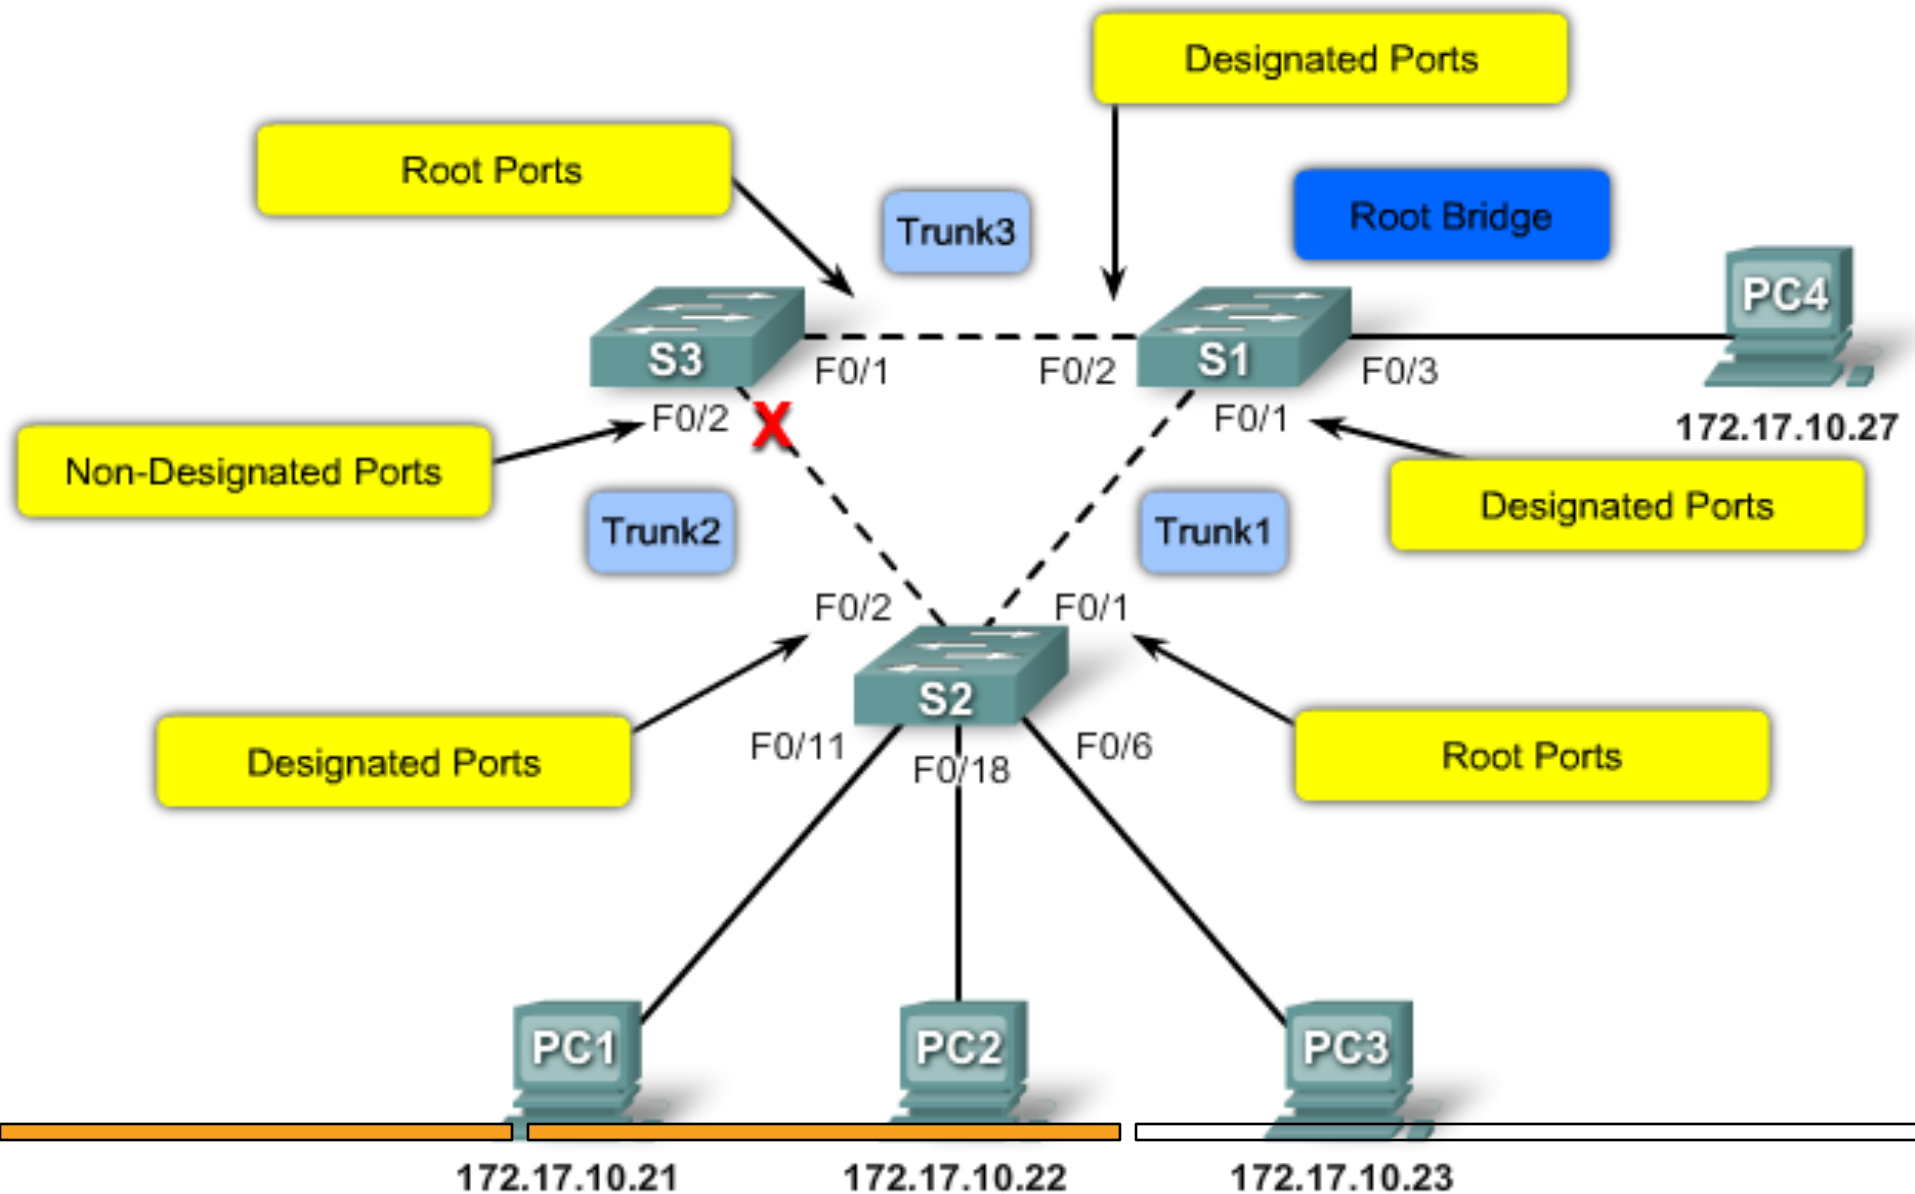 Designated Ports
Root Ports
Trunk3
Root Bridge
PC4
S3
F0/1
F0/2
S1
F0/3
F0/2
F0/1
172.17.10.27
Non-Designated Ports
Designated Ports
Trunk2
Trunk1
F0/2
F0/1
S2
Designated Ports
F0/11
F0/18
F0/6
Root Ports
PC1
PC2
PC3
172.17.10.21
172.17.10.22
172.17.10.23